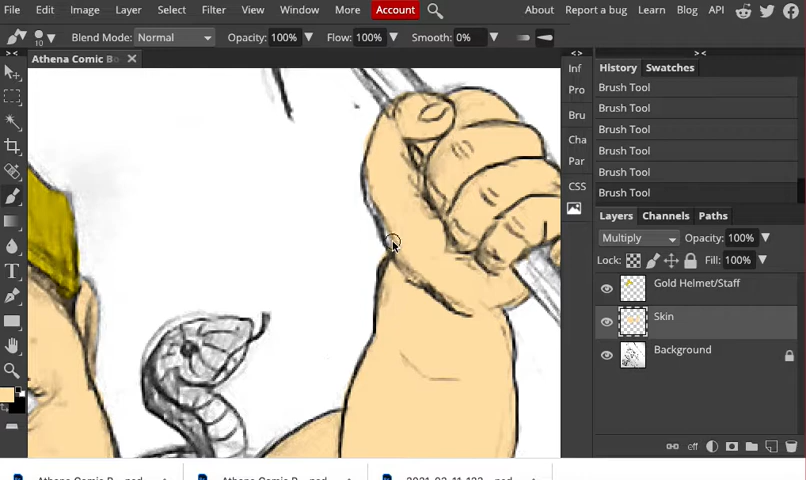 File Edit Image Layer Select Filter View Window More Account About Report a bug Learn Blog API
10 Blend Mode: Normal Opacity: 100% Flow: 100% Smooth: 0%
Athena Comic Bo
Inf
Pro
Bru
Cha
Par
CSS
History Swatches
Brush Tool
Brush Tool
Brush Tool
Brush Tool
Brush Tool
Brush Tool
Layers Channels Paths
Multiply Opacity: 100%
Lock: Fill: 100%
Gold Helmet/Staff
Skin
Background
eff